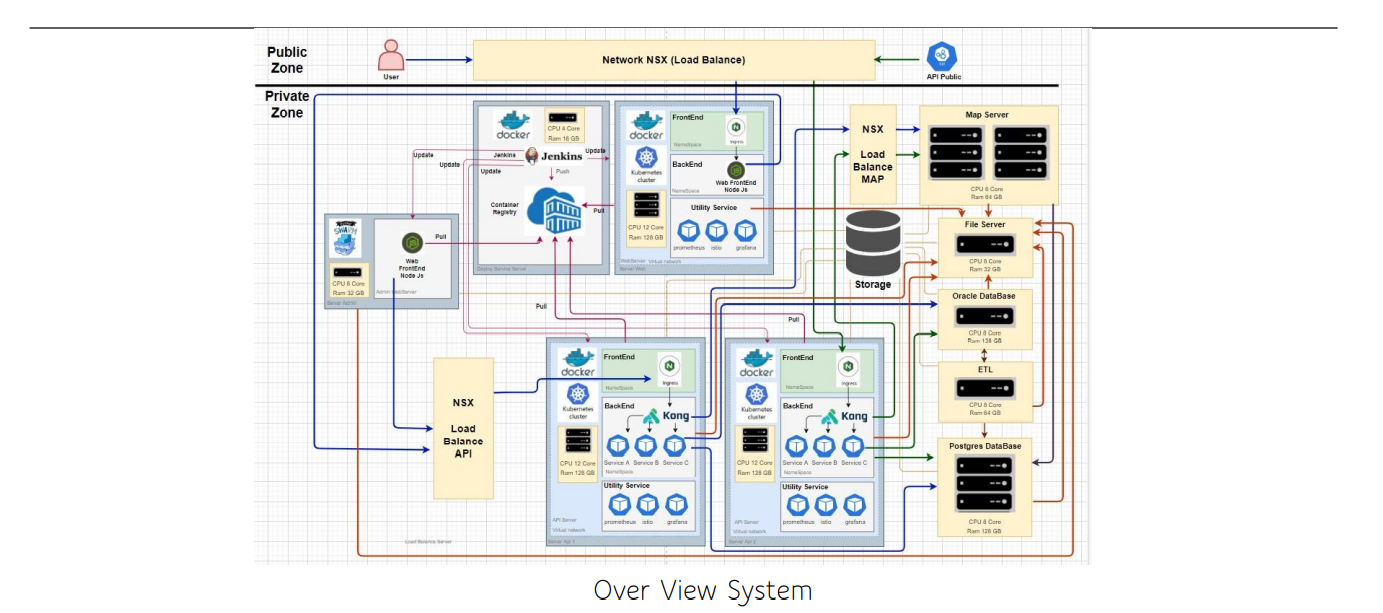 Public
Zone
User
Network NSX (Load Balance)
API Public
Private
Zone
docker
CPU 4 Core
Ram 16 GB
Update
Update
Update
Jenkins
Jenkins
Update
Push
Container
Registry
Pull
Deploy Service Server
docker
Kubernetes
cluster
CPU 12 Core
Ram 128 GB
FrontEnd
Ingress
NameSpace
BackEnd
Web FrontEnd
Node Js
NameSpace
Utility Service
prometheus
istio
grafana
WebServer
Virtual network
Server Web
NSX
Load
Balance
MAP
Map Server
CPU 8 Core
Ram 64 GB
SWARM
CPU 8 Core
Ram 32 GB
Web
FrontEnd
Node Js
Pull
Admin WebServer
Server Admin
Storage
File Server
CPU 8 Core
Ram 32 GB
Oracle DataBase
CPU 8 Core
Ram 128 GB
ETL
CPU 8 Core
Ram 64 GB
Postgres DataBase
CPU 8 Core
Ram 128 GB
Pull
Pull
NSX
Load
Balance
API
Load Balance Server
docker
Kubernetes
cluster
CPU 12 Core
Ram 128 GB
FrontEnd
Ingress
NameSpace
BackEnd
Kong
Service A
Service B
Service C
NameSpace
Utility Service
prometheus
istio
grafana
API Server
Virtual network
Server Api 1
docker
Kubernetes
cluster
CPU 12 Core
Ram 128 GB
FrontEnd
Ingress
NameSpace
BackEnd
Kong
Service A
Service B
Service C
NameSpace
Utility Service
prometheus
istio
grafana
API Server
Virtual network
Server Api 2
Over View System